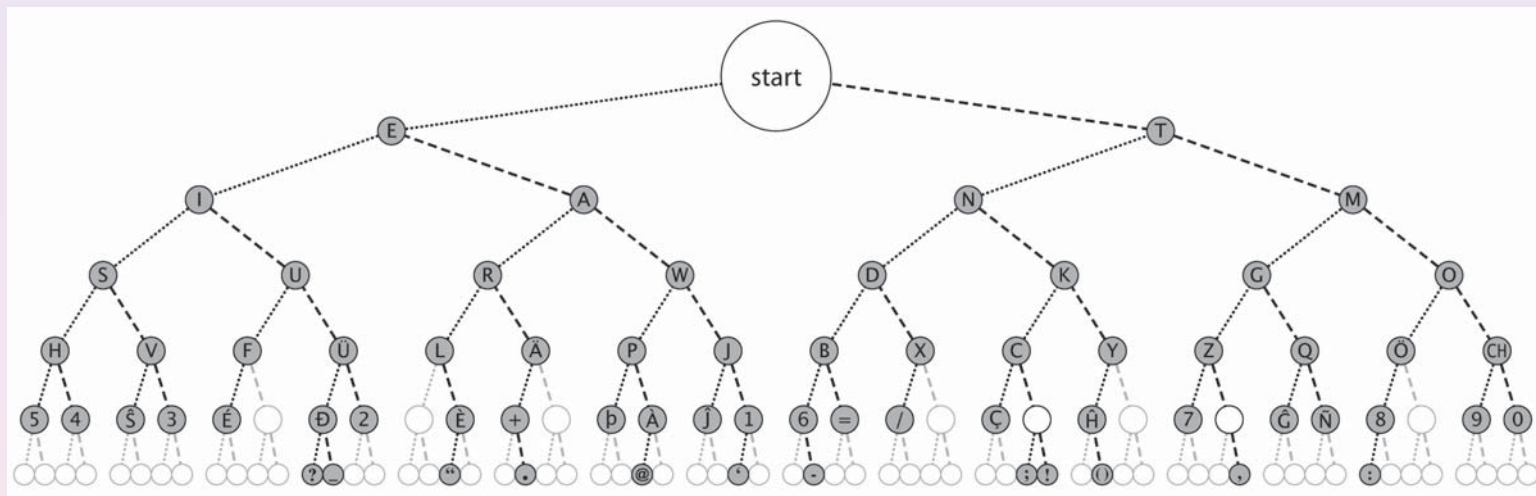 start
E T
I A N M
S U R W D K G O
H V F Ü L Ä P J B X C Y Z Q Ö CH
5 4 Ŝ 3 É Đ 2 È + þ À Ĵ 1 6 = / Ç Ĥ 7 Ĝ Ñ 8 9 0
? _ “ . @ ‘ - ; ! () , :